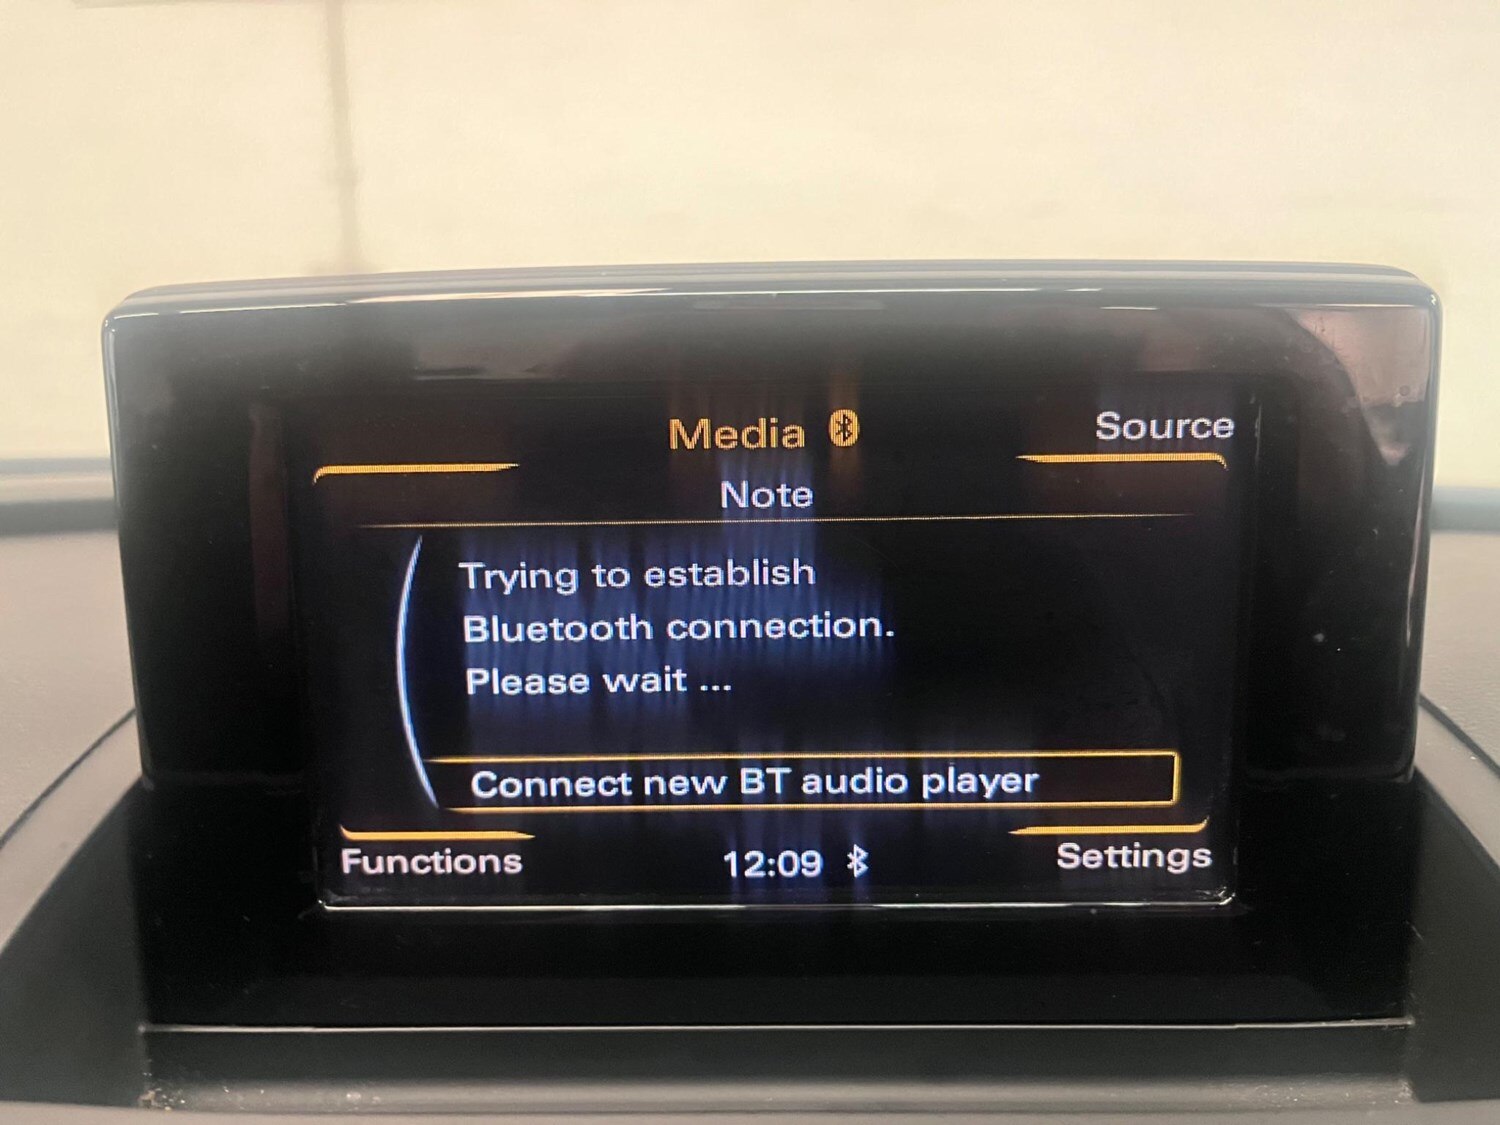 Media
Source
Note
Trying to establish
Bluetooth connection.
Please wait ...
Connect new BT audio player
Functions
12:09
Settings